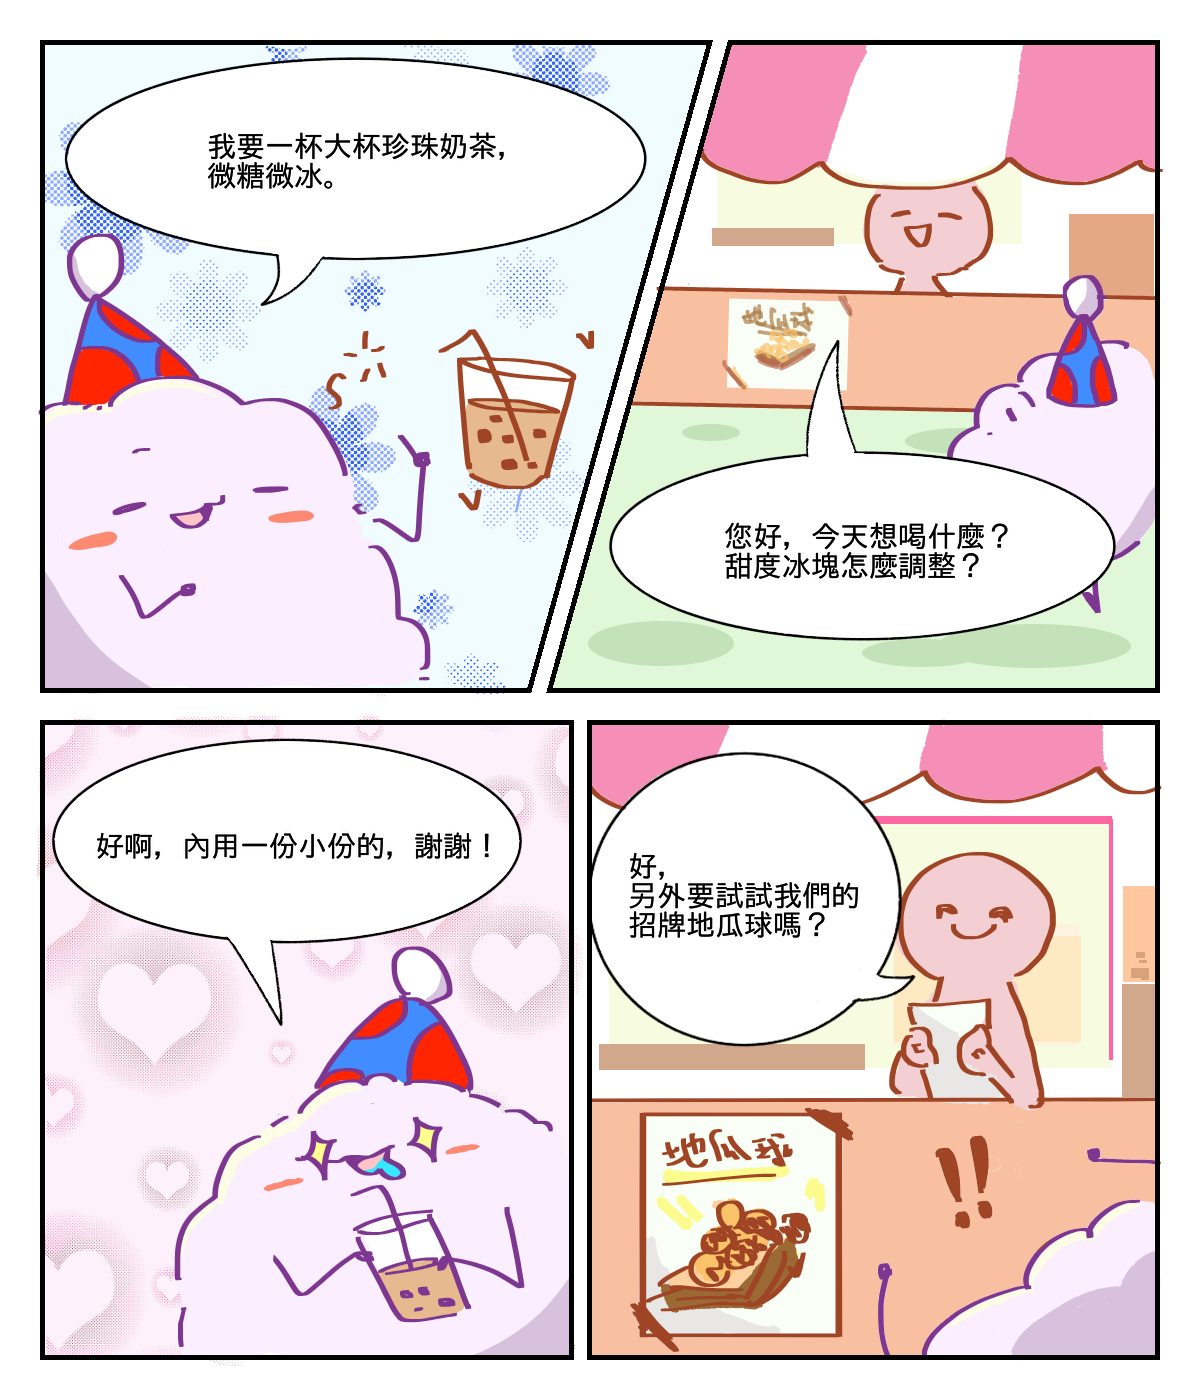 您好，今天想喝什麼？
甜度冰塊怎麼調整？
我要一杯大杯珍珠奶茶，
微糖微冰。
好，
另外要試試我們的
招牌地瓜球嗎？
地瓜球
!!
好啊，內用一份小份的，謝謝！